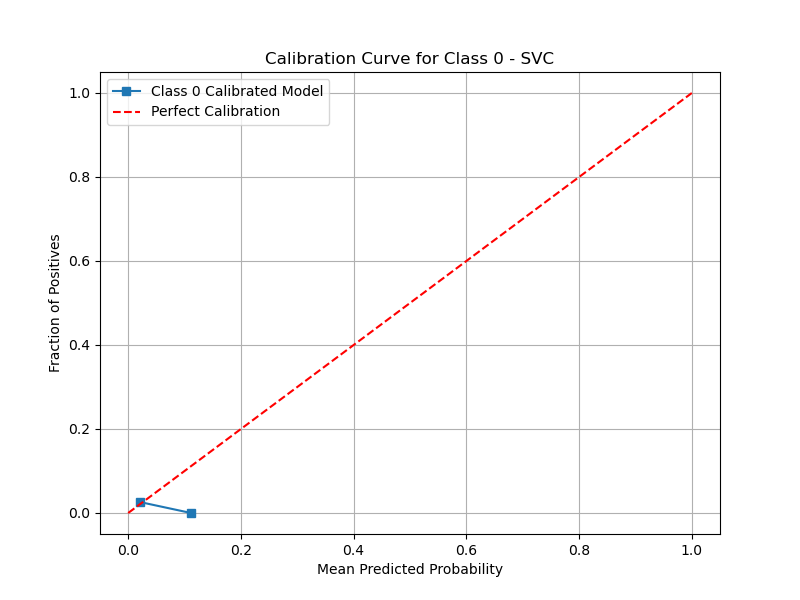 Calibration Curve for Class 0 - SVC
Class 0 Calibrated Model
Perfect Calibration
1.0
0.8
0.6
0.4
0.2
0.0
Fraction of Positives
0.0 0.2 0.4 0.6 0.8 1.0
Mean Predicted Probability